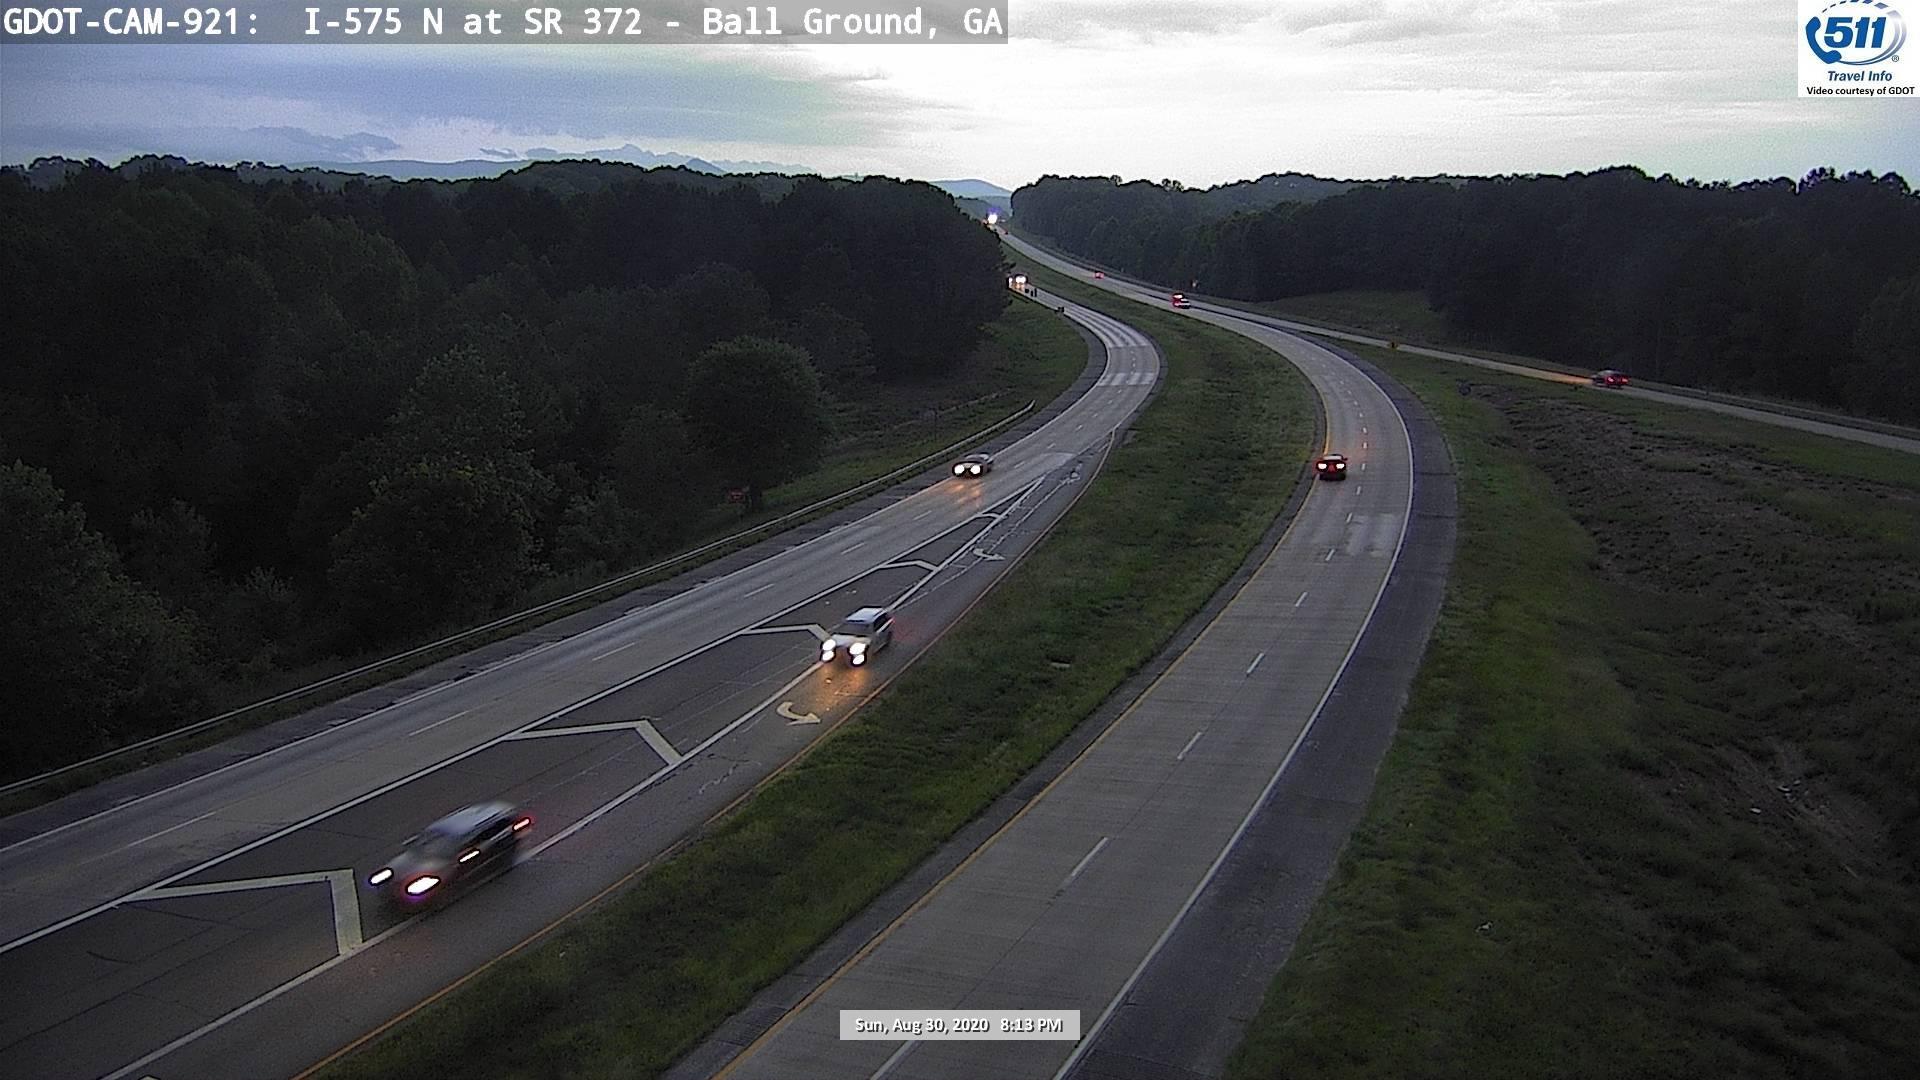 GDOT-CAM-921: I-575 N at SR 372 - Ball Ground, GA
511
®
Travel Info
Video courtesy of GDOT
Sun, Aug 30, 2020 8:13 PM